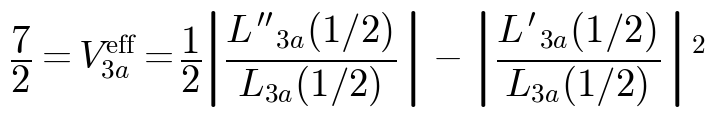 7/2 = V_{3a}^{eff} = 1/2 | L''_{3a}(1/2) / L_{3a}(1/2) | − | L'_{3a}(1/2) / L_{3a}(1/2) | ^2